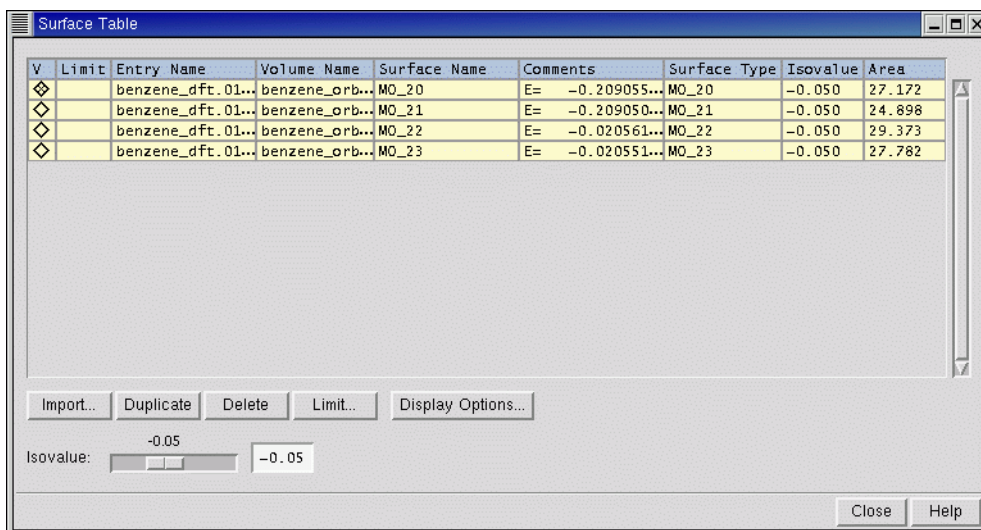 Surface Table
V Limit Entry Name Volume Name Surface Name Comments Surface Type Isovalue Area
benzene_dft.01... benzene_orb... MO_20 E= -0.209055... MO_20 -0.050 27.172
benzene_dft.01... benzene_orb... MO_21 E= -0.209050... MO_21 -0.050 24.898
benzene_dft.01... benzene_orb... MO_22 E= -0.020561... MO_22 -0.050 29.373
benzene_dft.01... benzene_orb... MO_23 E= -0.020551... MO_23 -0.050 27.782
Import... Duplicate Delete Limit... Display Options...
-0.05
Isovalue: -0.05
Close Help